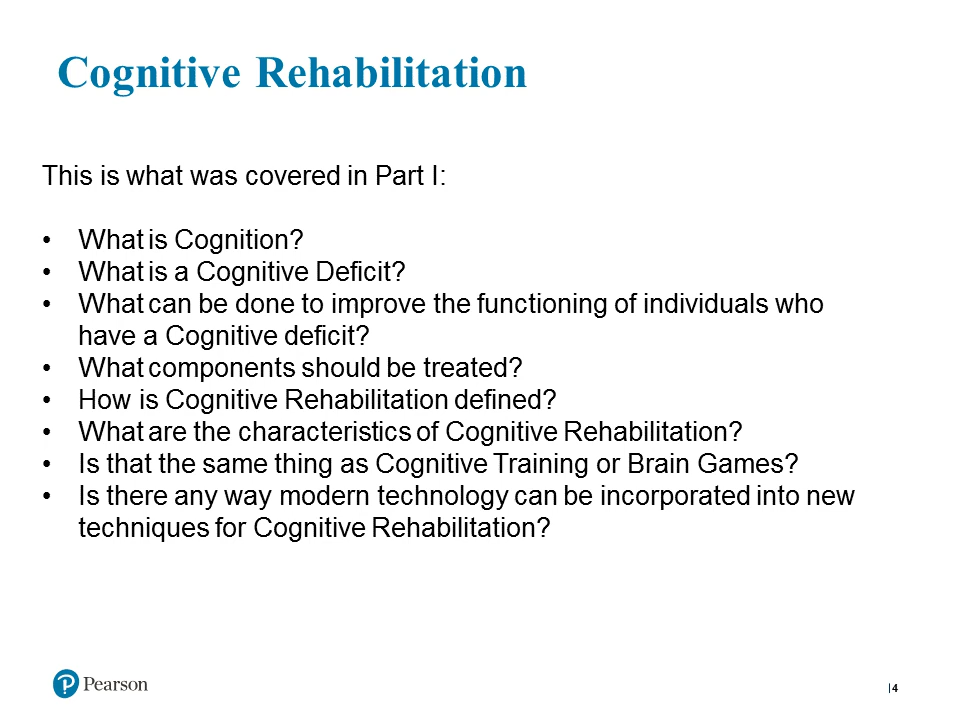 Cognitive Rehabilitation
This is what was covered in Part I:
• What is Cognition?
• What is a Cognitive Deficit?
• What can be done to improve the functioning of individuals who
have a Cognitive deficit?
• What components should be treated?
• How is Cognitive Rehabilitation defined?
• What are the characteristics of Cognitive Rehabilitation?
• Is that the same thing as Cognitive Training or Brain Games?
• Is there any way modern technology can be incorporated into new
techniques for Cognitive Rehabilitation?
P Pearson
|4